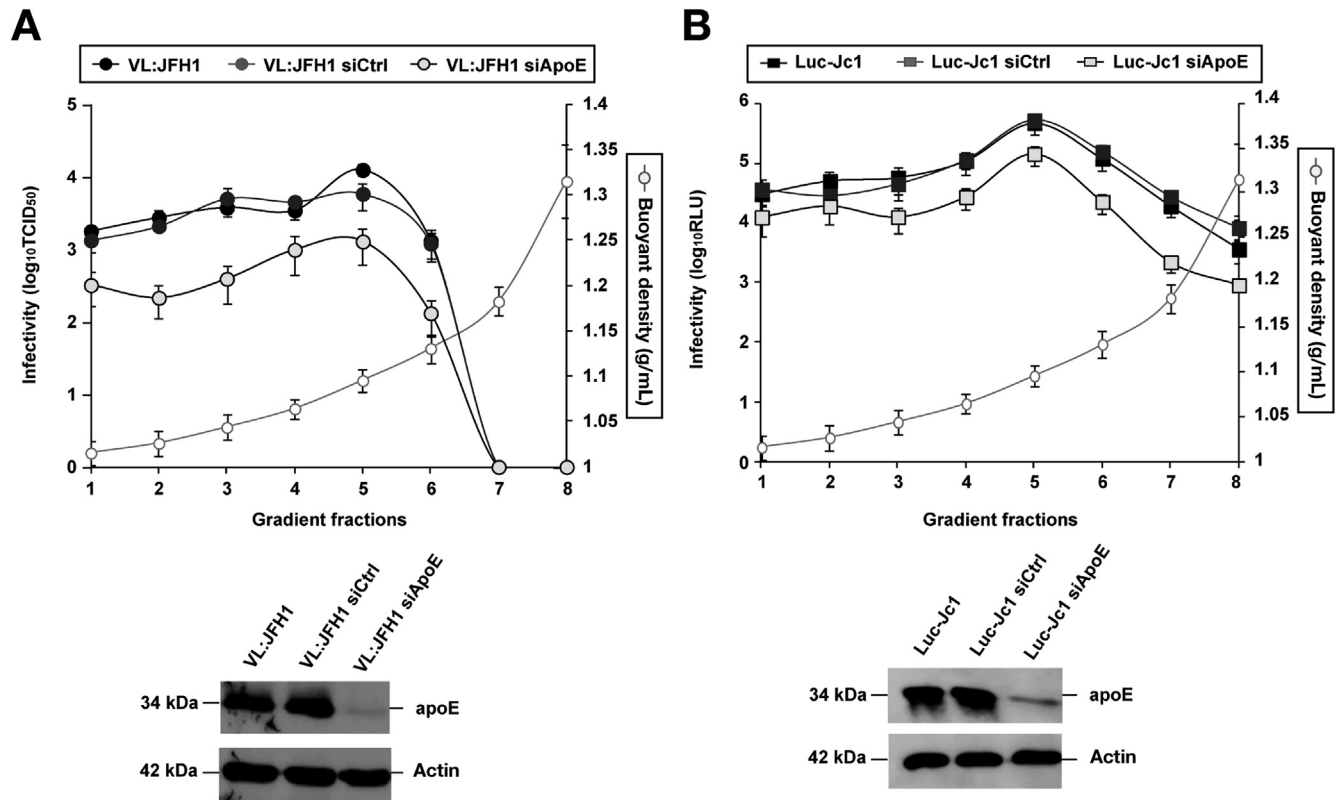 A
VL:JFH1 VL:JFH1 siCtrl VL:JFH1 siApoE
5
4
3
2
1
0
Infectivity (log10TCID50)
1.4
1.35
1.3
1.25
1.2
1.15
1.1
1.05
1
Buoyant density (g/mL)
1 2 3 4 5 6 7 8
Gradient fractions
VL:JFH1
VL:JFH1 siCtrl
VL:JFH1 siApoE
34 kDa apoE
42 kDa Actin
B
Luc-Jc1 Luc-Jc1 siCtrl Luc-Jc1 siApoE
6
5
4
3
2
1
0
Infectivity (log10RLU)
1.4
1.35
1.3
1.25
1.2
1.15
1.1
1.05
1
Buoyant density (g/mL)
1 2 3 4 5 6 7 8
Gradient fractions
Luc-Jc1
Luc-Jc1 siCtrl
Luc-Jc1 siApoE
34 kDa apoE
42 kDa Actin